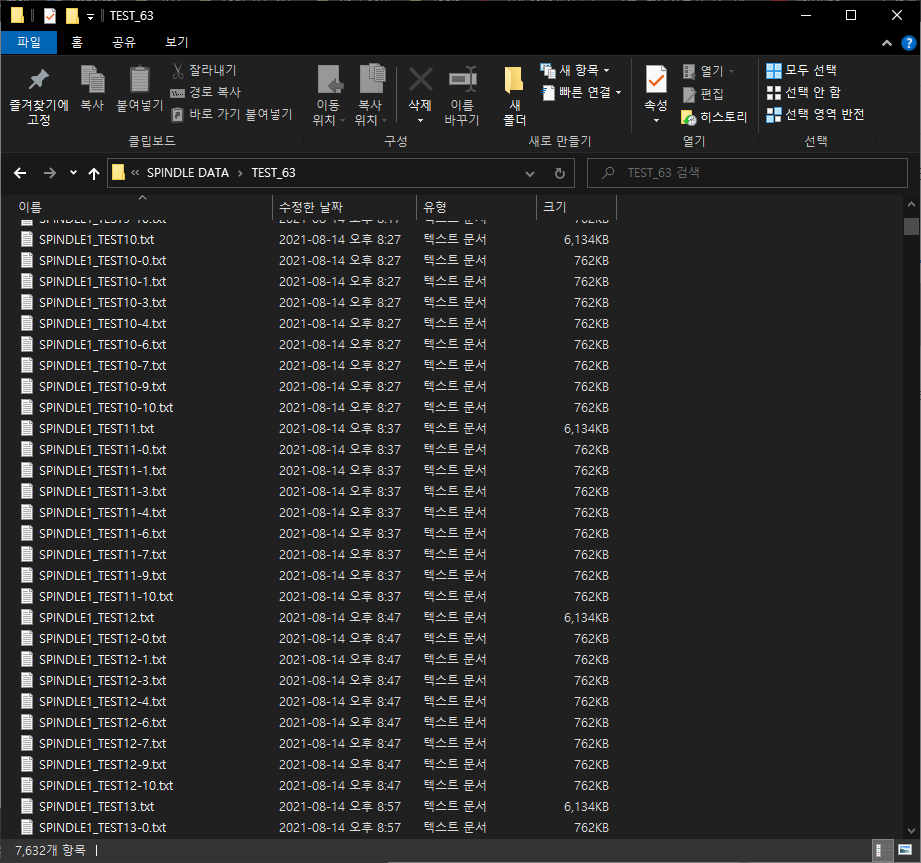 TEST_63
파일 홈 공유 보기
즐겨찾기에 고정
복사
붙여넣기
잘라내기
경로 복사
바로 가기 붙여넣기
클립보드
이동 위치
복사 위치
삭제
이름 바꾸기
구성
새 폴더
새 항목
빠른 연결
새로 만들기
속성
열기
편집
히스토리
열기
모두 선택
선택 안 함
선택 영역 반전
선택
« SPINDLE DATA > TEST_63
TEST_63 검색
이름 수정한 날짜 유형 크기
SPINDLE1_TEST9-10.txt 2021-08-14 오후 8:17 텍스트 문서 762KB
SPINDLE1_TEST10.txt 2021-08-14 오후 8:27 텍스트 문서 6,134KB
SPINDLE1_TEST10-0.txt 2021-08-14 오후 8:27 텍스트 문서 762KB
SPINDLE1_TEST10-1.txt 2021-08-14 오후 8:27 텍스트 문서 762KB
SPINDLE1_TEST10-3.txt 2021-08-14 오후 8:27 텍스트 문서 762KB
SPINDLE1_TEST10-4.txt 2021-08-14 오후 8:27 텍스트 문서 762KB
SPINDLE1_TEST10-6.txt 2021-08-14 오후 8:27 텍스트 문서 762KB
SPINDLE1_TEST10-7.txt 2021-08-14 오후 8:27 텍스트 문서 762KB
SPINDLE1_TEST10-9.txt 2021-08-14 오후 8:27 텍스트 문서 762KB
SPINDLE1_TEST10-10.txt 2021-08-14 오후 8:27 텍스트 문서 762KB
SPINDLE1_TEST11.txt 2021-08-14 오후 8:37 텍스트 문서 6,134KB
SPINDLE1_TEST11-0.txt 2021-08-14 오후 8:37 텍스트 문서 762KB
SPINDLE1_TEST11-1.txt 2021-08-14 오후 8:37 텍스트 문서 762KB
SPINDLE1_TEST11-3.txt 2021-08-14 오후 8:37 텍스트 문서 762KB
SPINDLE1_TEST11-4.txt 2021-08-14 오후 8:37 텍스트 문서 762KB
SPINDLE1_TEST11-6.txt 2021-08-14 오후 8:37 텍스트 문서 762KB
SPINDLE1_TEST11-7.txt 2021-08-14 오후 8:37 텍스트 문서 762KB
SPINDLE1_TEST11-9.txt 2021-08-14 오후 8:37 텍스트 문서 762KB
SPINDLE1_TEST11-10.txt 2021-08-14 오후 8:37 텍스트 문서 762KB
SPINDLE1_TEST12.txt 2021-08-14 오후 8:47 텍스트 문서 6,134KB
SPINDLE1_TEST12-0.txt 2021-08-14 오후 8:47 텍스트 문서 762KB
SPINDLE1_TEST12-1.txt 2021-08-14 오후 8:47 텍스트 문서 762KB
SPINDLE1_TEST12-3.txt 2021-08-14 오후 8:47 텍스트 문서 762KB
SPINDLE1_TEST12-4.txt 2021-08-14 오후 8:47 텍스트 문서 762KB
SPINDLE1_TEST12-6.txt 2021-08-14 오후 8:47 텍스트 문서 762KB
SPINDLE1_TEST12-7.txt 2021-08-14 오후 8:47 텍스트 문서 762KB
SPINDLE1_TEST12-9.txt 2021-08-14 오후 8:47 텍스트 문서 762KB
SPINDLE1_TEST12-10.txt 2021-08-14 오후 8:47 텍스트 문서 762KB
SPINDLE1_TEST13.txt 2021-08-14 오후 8:57 텍스트 문서 6,134KB
SPINDLE1_TEST13-0.txt 2021-08-14 오후 8:57 텍스트 문서 762KB
7,632개 항목